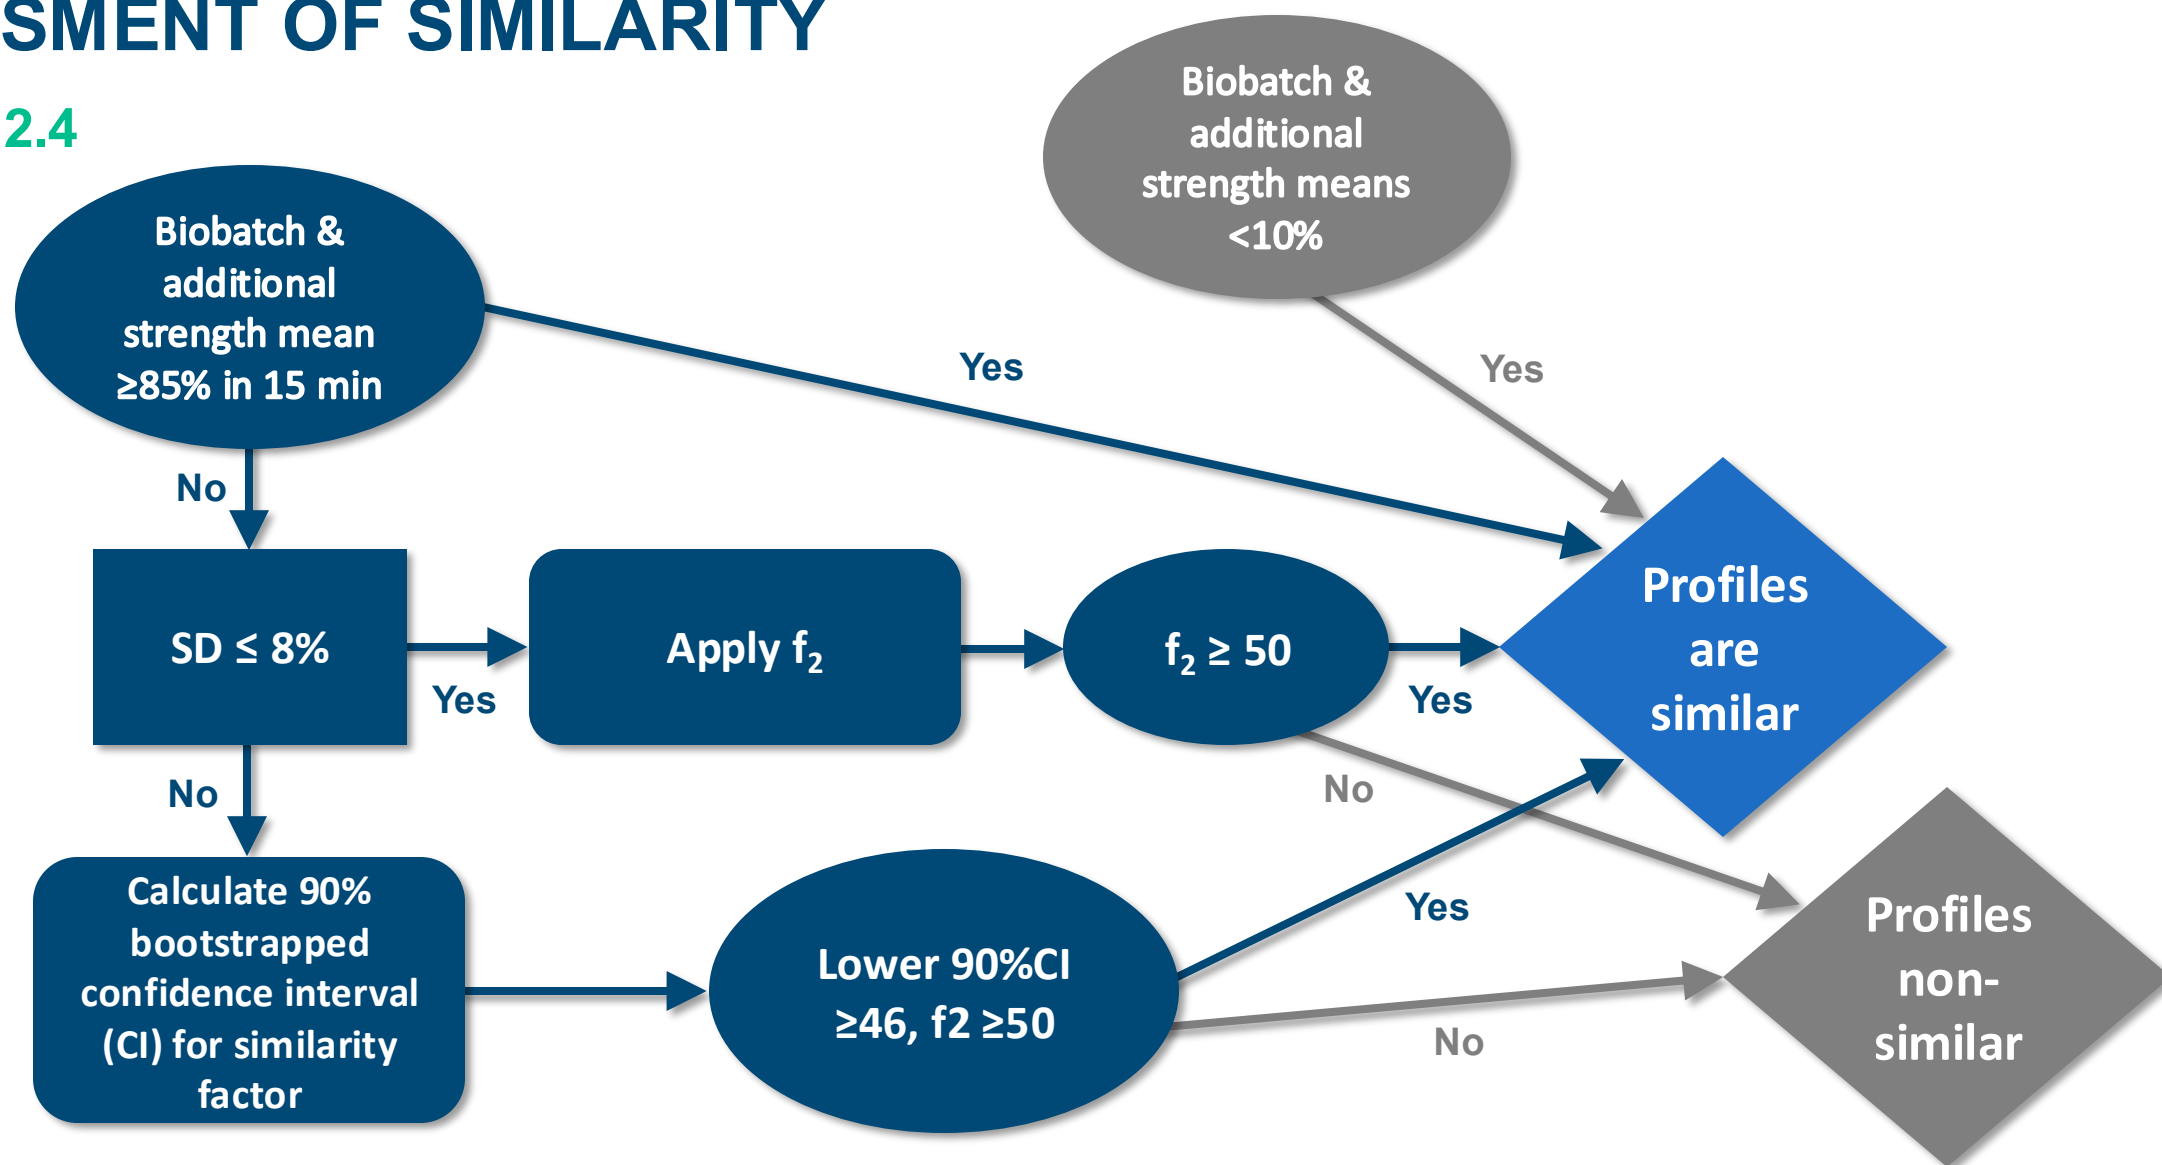 SMENT OF SIMILARITY
2.4
Biobatch &
additional
strength means
<10%
Biobatch &
additional
strength mean
≥85% in 15 min
Yes
Yes
No
SD ≤ 8%
Yes
Apply f₂
f₂ ≥ 50
Yes
Profiles
are
similar
No
No
Calculate 90%
bootstrapped
confidence interval
(CI) for similarity
factor
Lower 90%CI
≥46, f2 ≥50
Yes
No
Profiles
non-
similar